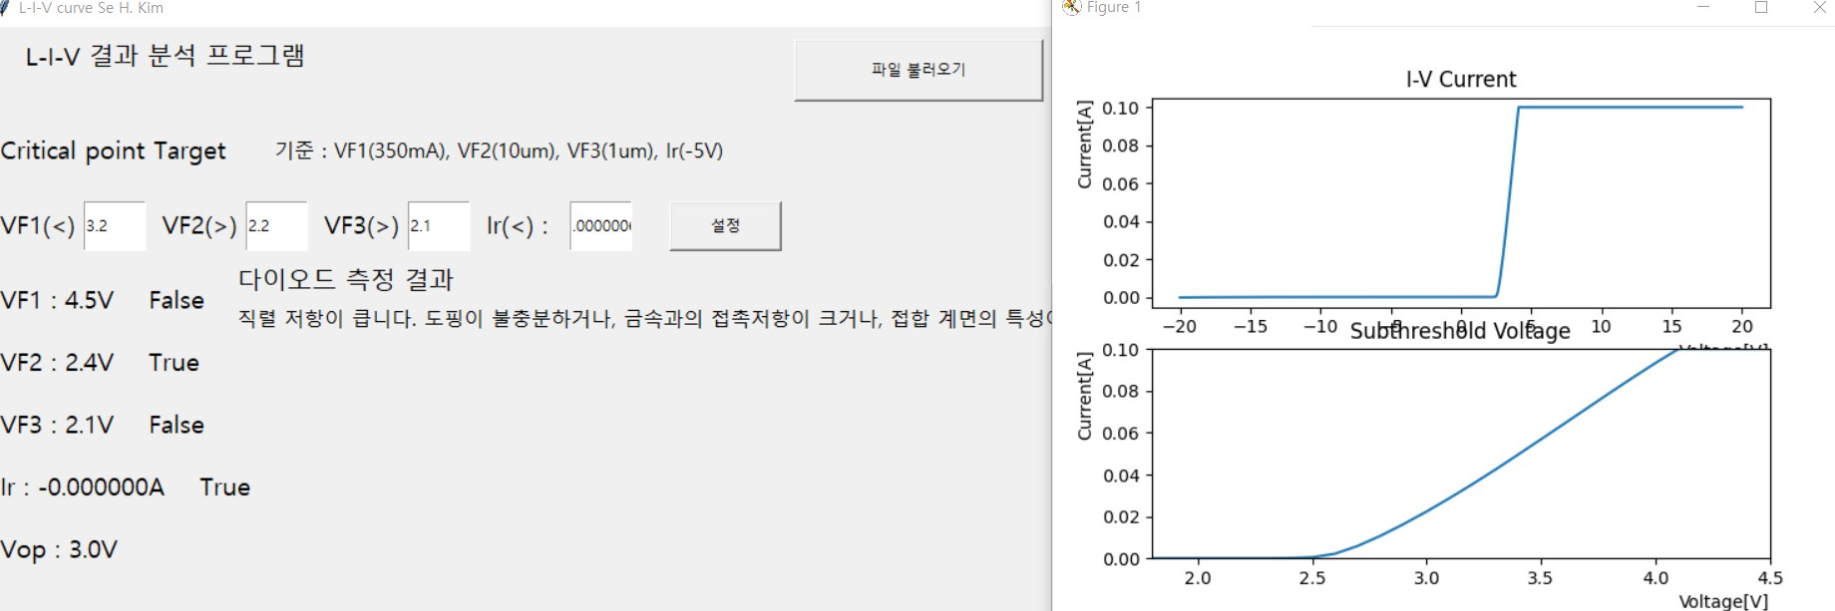 L-I-V curve Se H. Kim
L-I-V 결과 분석 프로그램
파일 불러오기
Critical point Target
기준 : VF1(350mA), VF2(10um), VF3(1um), Ir(-5V)
VF1(<) 3.2 VF2(>) 2.2 VF3(>) 2.1 Ir(<) : .000000 설정
다이오드 측정 결과
VF1 : 4.5V False
직렬 저항이 큽니다. 도핑이 불충분하거나, 금속과의 접촉저항이 크거나, 접합 계면의 특성
VF2 : 2.4V True
VF3 : 2.1V False
Ir : -0.000000A True
Vop : 3.0V
Figure 1
I-V Current
Current[A]
0.10
0.08
0.06
0.04
0.02
0.00
−20 −15 −10 −5 0 5 10 15 20
Voltage[V]
Subthreshold Voltage
Current[A]
0.10
0.08
0.06
0.04
0.02
0.00
2.0 2.5 3.0 3.5 4.0 4.5
Voltage[V]